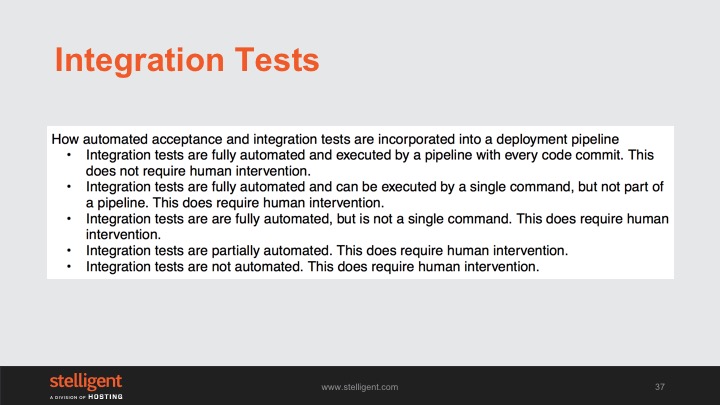 Integration Tests
How automated acceptance and integration tests are incorporated into a deployment pipeline
• Integration tests are fully automated and executed by a pipeline with every code commit. This
does not require human intervention.
• Integration tests are fully automated and can be executed by a single command, but not part of
a pipeline. This does require human intervention.
• Integration tests are are fully automated, but is not a single command. This does require human
intervention.
• Integration tests are partially automated. This does require human intervention.
• Integration tests are not automated. This does require human intervention.
stelligent
A DIVISION OF HOSTING
www.stelligent.com
37